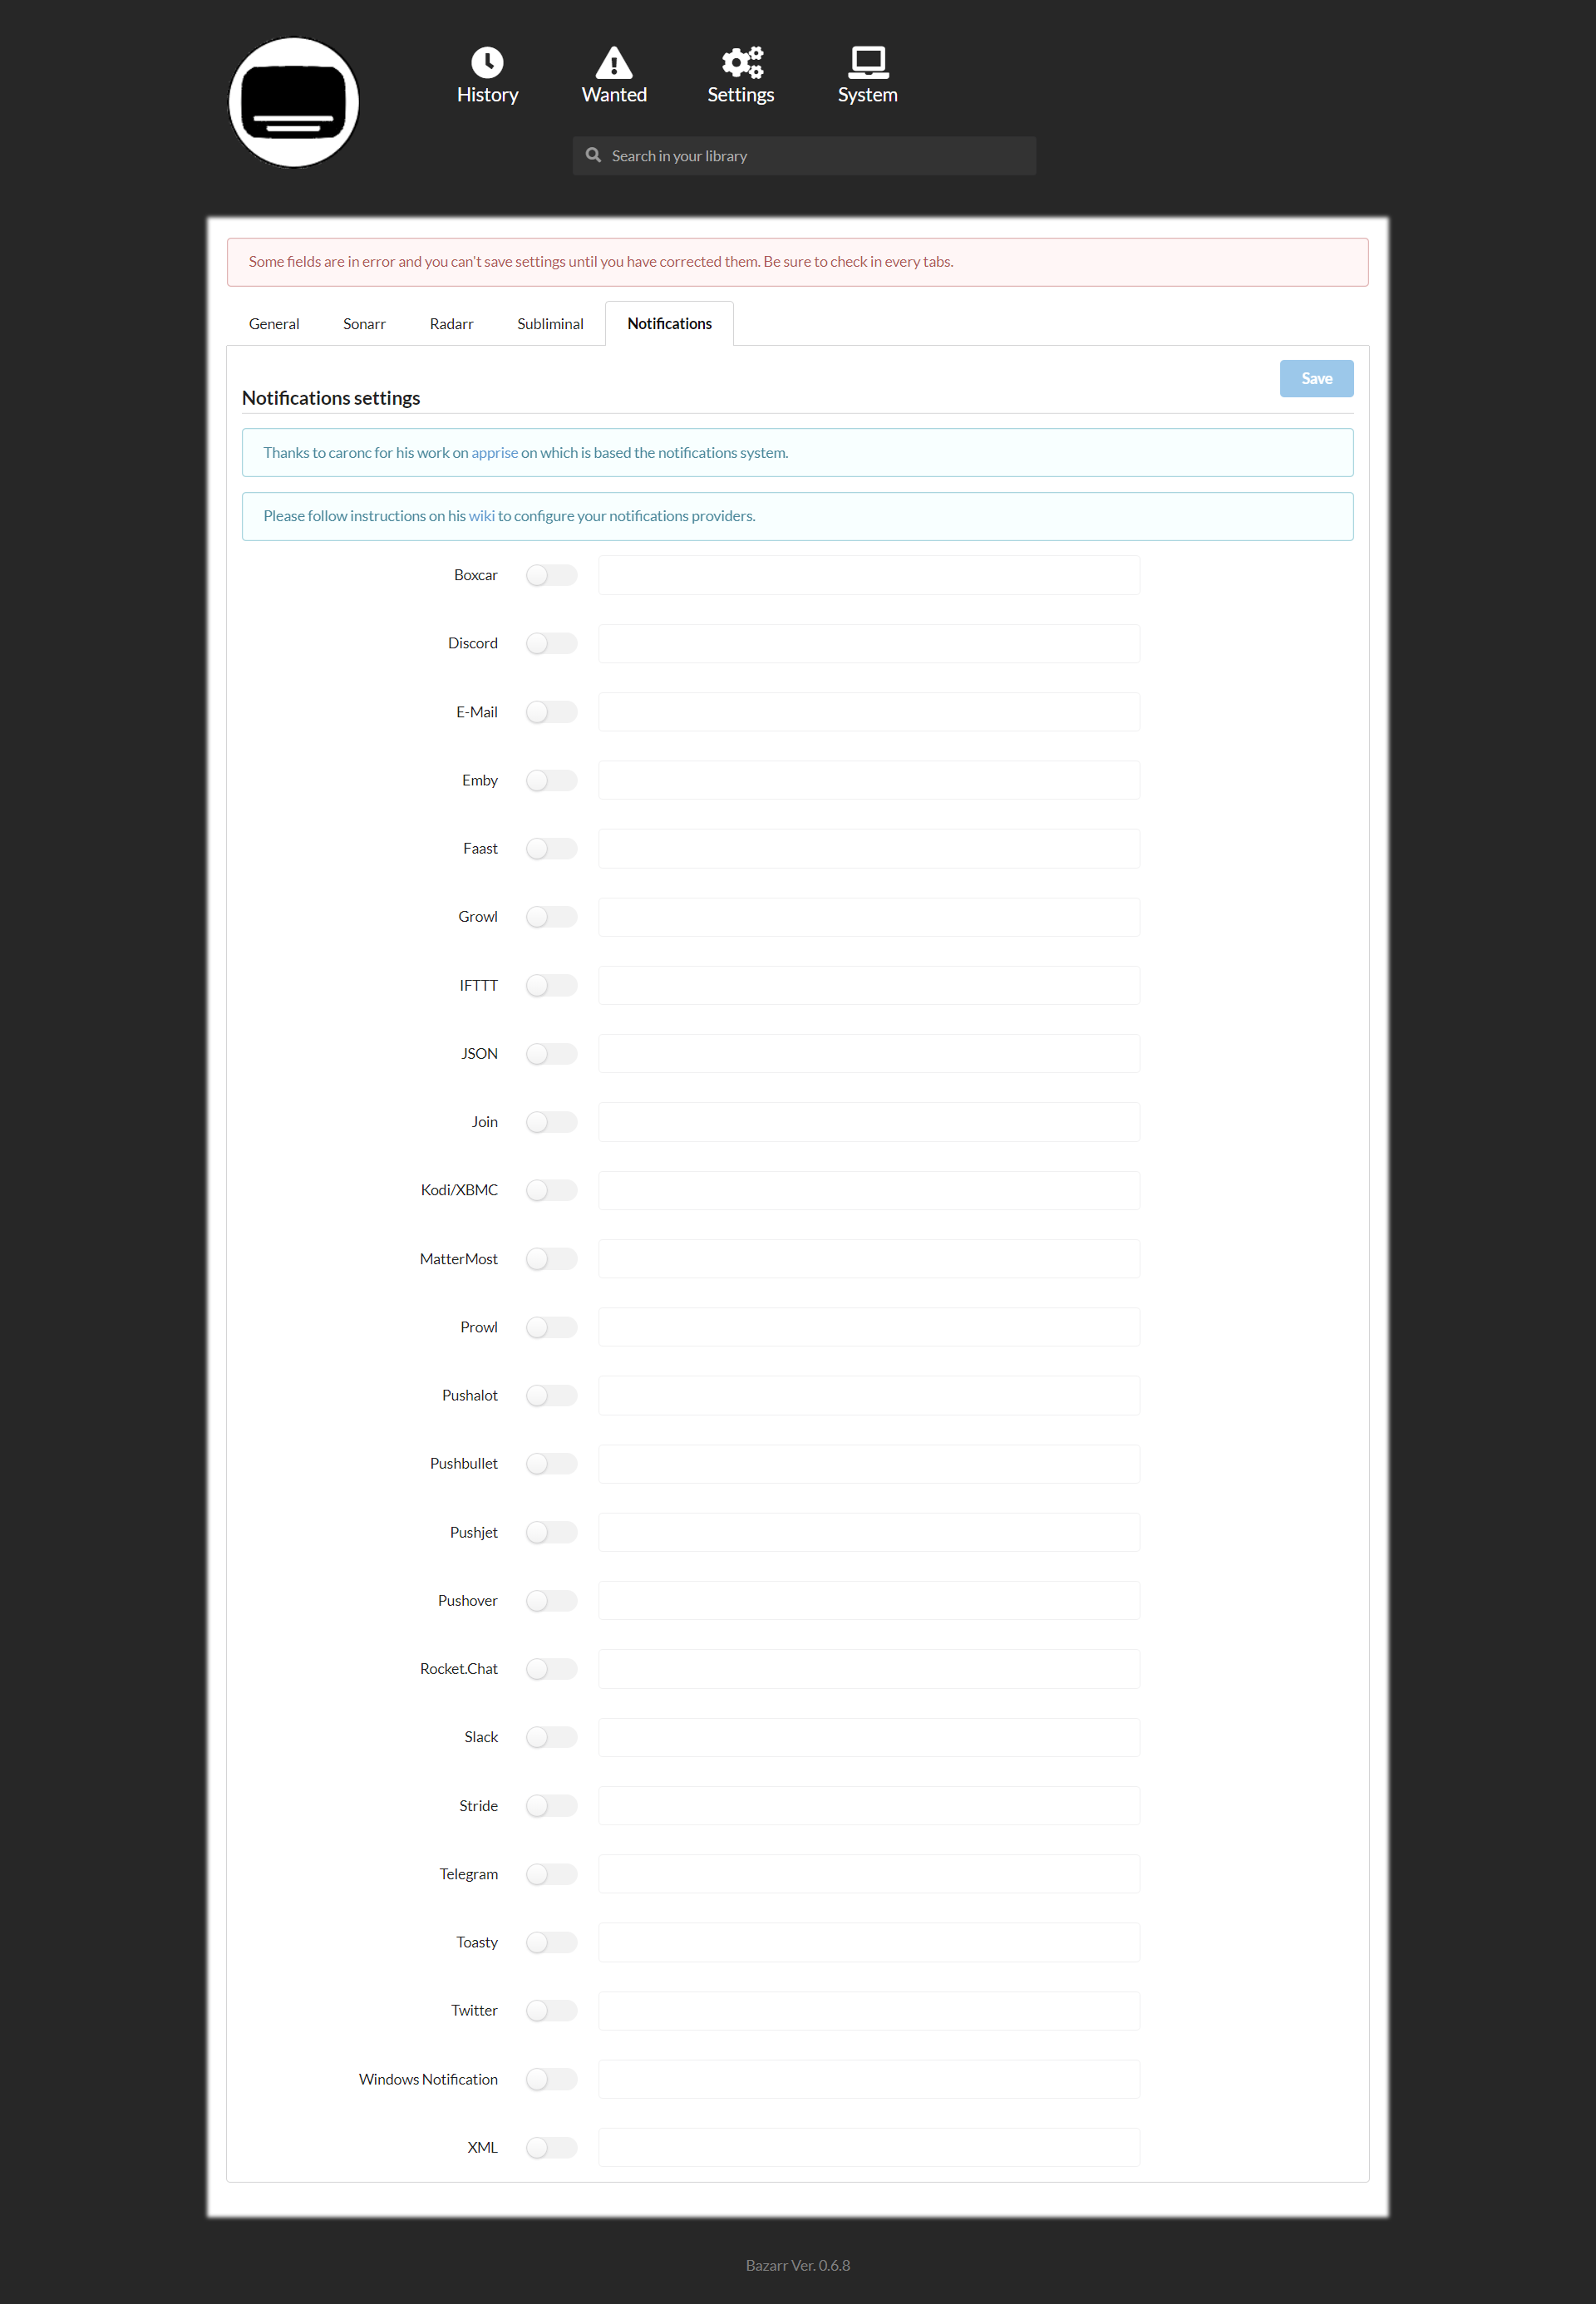 History
Wanted
Settings
System
Search in your library
Some fields are in error and you can't save settings until you have corrected them. Be sure to check in every tabs.
General
Sonarr
Radarr
Subliminal
Notifications
Save
Notifications settings
Thanks to caronc for his work on apprise on which is based the notifications system.
Please follow instructions on his wiki to configure your notifications providers.
Boxcar
Discord
E-Mail
Emby
Faast
Growl
IFTTT
JSON
Join
Kodi/XBMC
MatterMost
Prowl
Pushalot
Pushbullet
Pushjet
Pushover
Rocket.Chat
Slack
Stride
Telegram
Toasty
Twitter
Windows Notification
XML
Bazarr Ver. 0.6.8